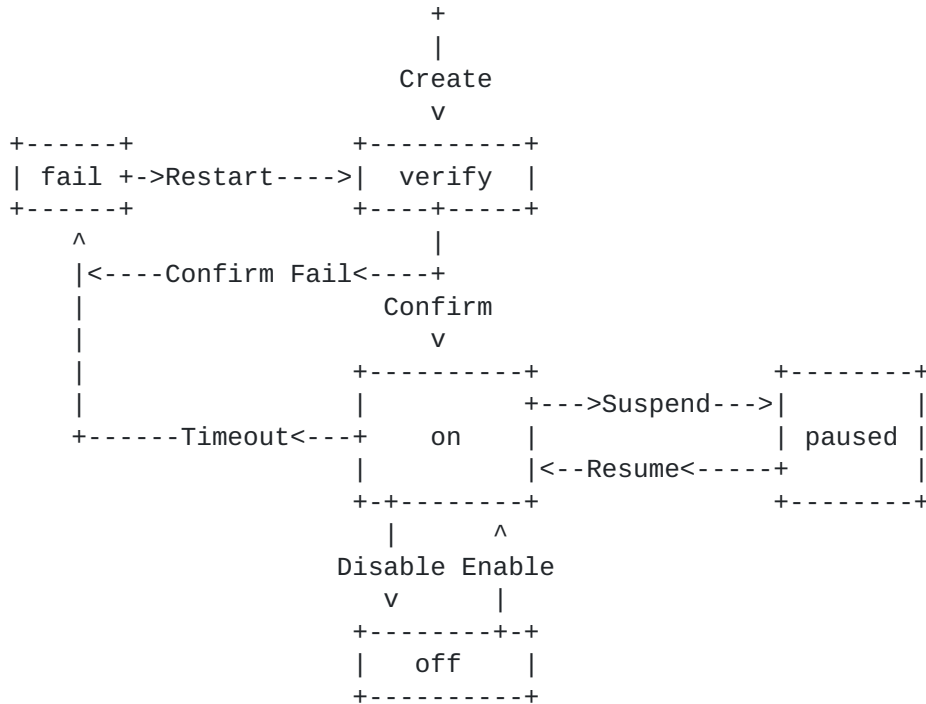 Create
fail Restart verify
Confirm Fail
Confirm
Suspend
Timeout on paused
Resume
Disable Enable
off